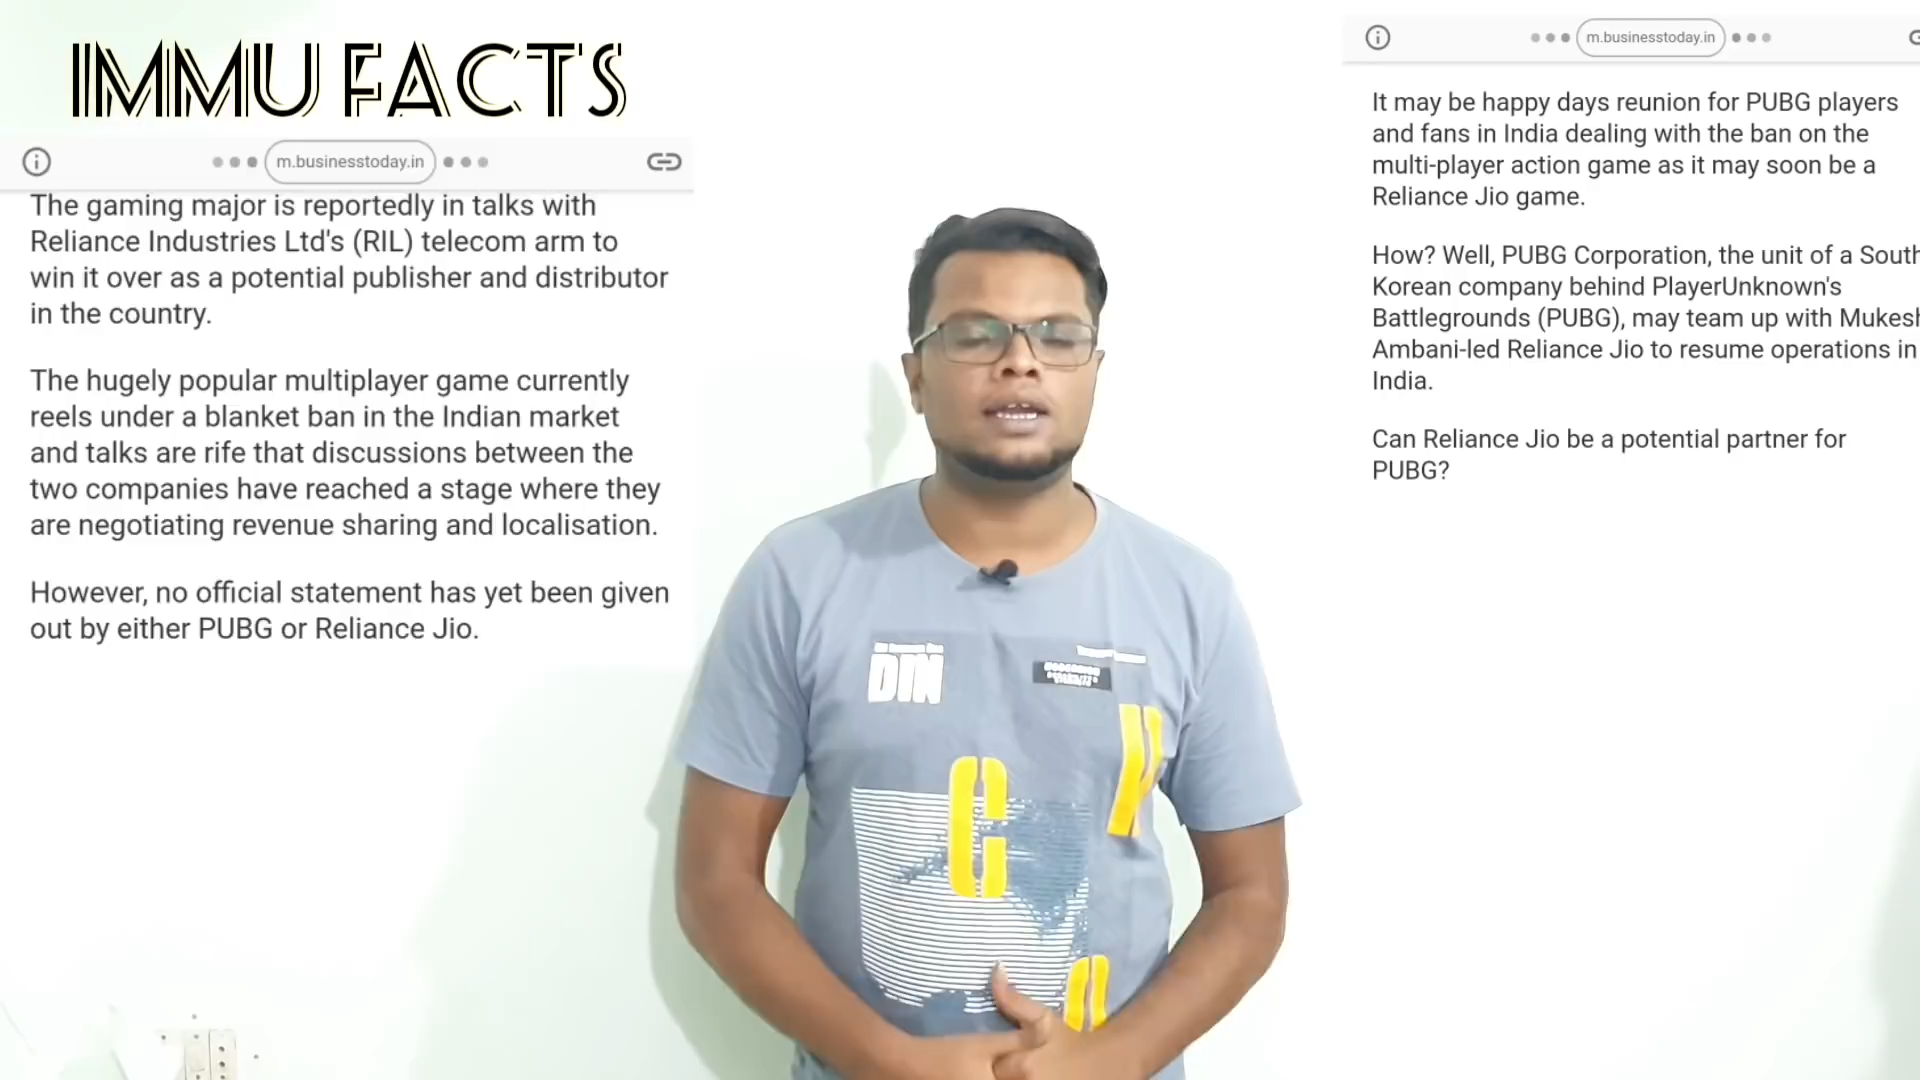 IMMU FACTS
m.businesstoday.in
The gaming major is reportedly in talks with
Reliance Industries Ltd's (RIL) telecom arm to
win it over as a potential publisher and distributor
in the country.
The hugely popular multiplayer game currently
reels under a blanket ban in the Indian market
and talks are rife that discussions between the
two companies have reached a stage where they
are negotiating revenue sharing and localisation.
However, no official statement has yet been given
out by either PUBG or Reliance Jio.
m.businesstoday.in
It may be happy days reunion for PUBG players
and fans in India dealing with the ban on the
multi-player action game as it may soon be a
Reliance Jio game.
How? Well, PUBG Corporation, the unit of a South
Korean company behind PlayerUnknown's
Battlegrounds (PUBG), may team up with Mukesh
Ambani-led Reliance Jio to resume operations in
India.
Can Reliance Jio be a potential partner for
PUBG?
DIN
C